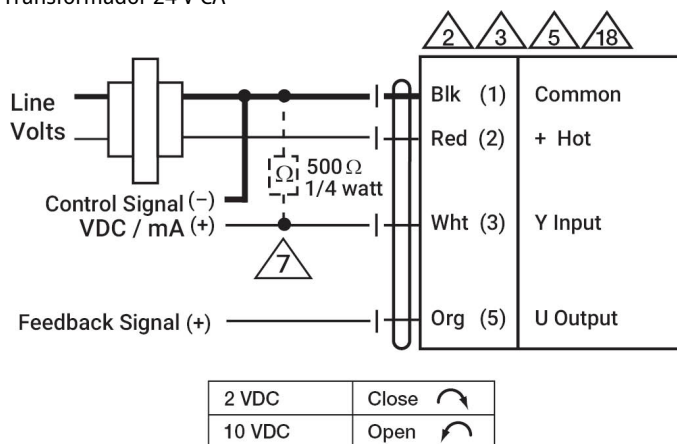 Transformador 24 V CA
2 3 5 18
Line
Volts
Blk (1) Common
Red (2) + Hot
Ω 500 Ω
1/4 watt
Control Signal (–)
VDC / mA (+)
Wht (3) Y Input
7
Feedback Signal (+)
Org (5) U Output
2 VDC Close
10 VDC Open